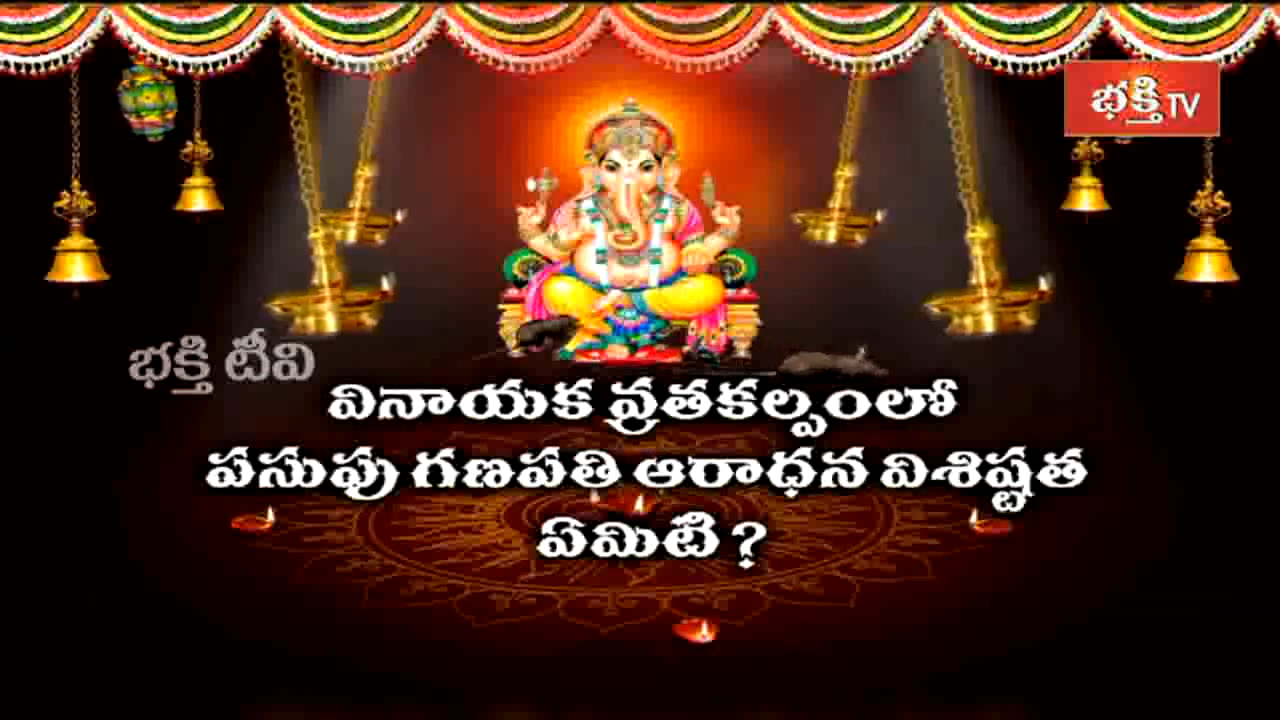 భక్తి TV
భక్తి టీవి
వినాయక వ్రతకల్పంలో
పసుపు గణపతి ఆరాధన విశిష్టత
ఏమిటి ?